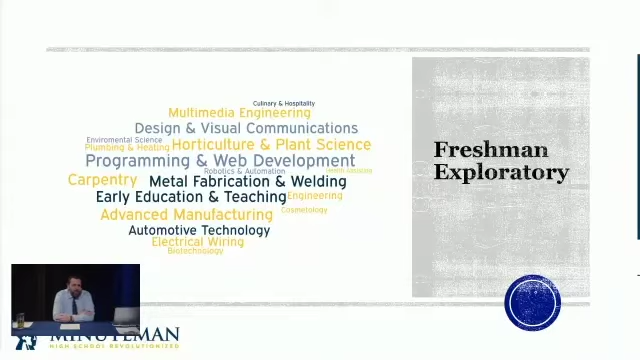 Culinary & Hospitality
Multimedia Engineering
Design & Visual Communications
Enviromental Science
Plumbing & Heating
Horticulture & Plant Science
Programming & Web Development
Robotics & Automation
Carpentry
Metal Fabrication & Welding
Early Education & Teaching
Engineering
Advanced Manufacturing
Cosmetology
Automotive Technology
Electrical Wiring
Biotechnology
Freshman
Exploratory
MINUTEMAN
HIGH SCHOOL REVOLUTIONIZED